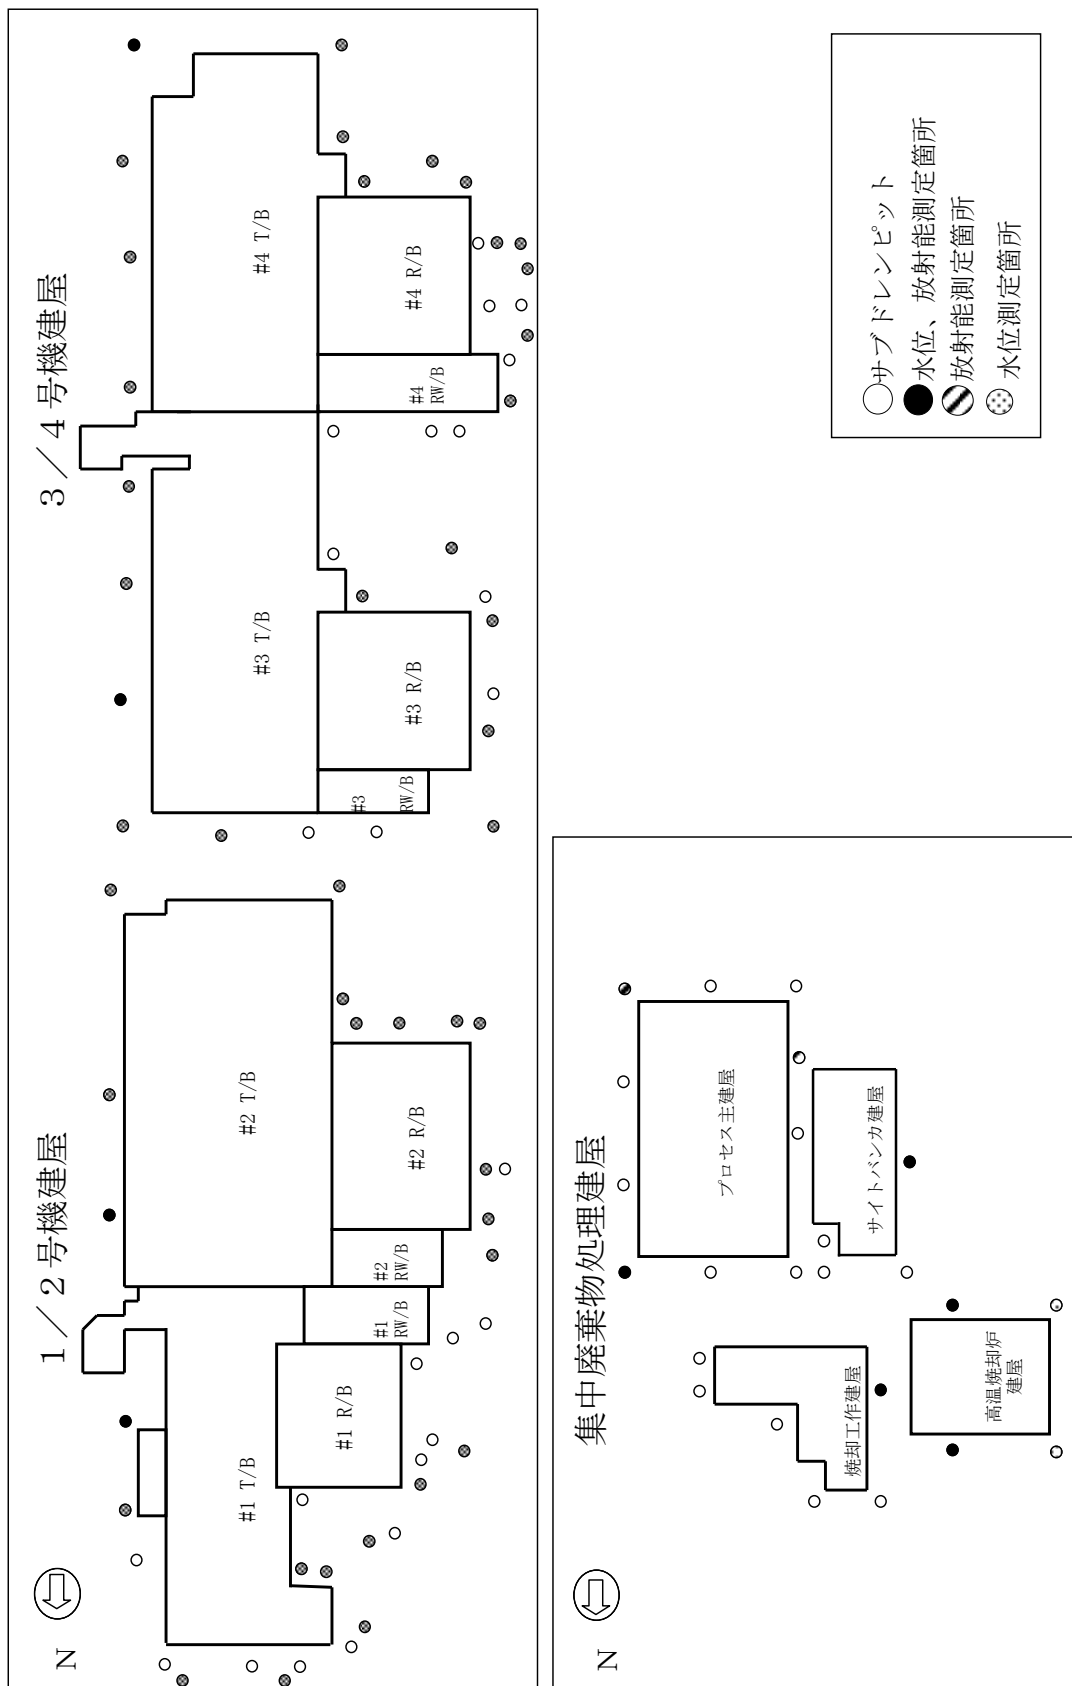 1／2 号機建屋
N
#1 T/B
#1 R/B
#1
RW/B
#2
RW/B
#2 T/B
#2 R/B
3／4 号機建屋
#3 T/B
#3
RW/B
#3 R/B
#4 T/B
#4
RW/B
#4 R/B
集中廃棄物処理建屋
N
プロセス主建屋
サイトバンカ建屋
焼却工作建屋
高温焼却炉
建屋
サブドレンピット
水位、放射能測定箇所
放射能測定箇所
水位測定箇所